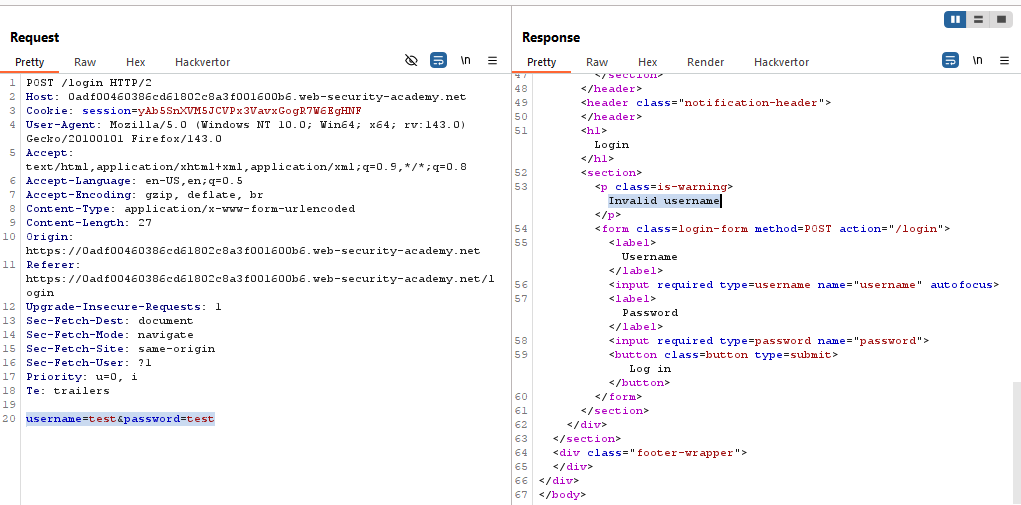 Request
Pretty Raw Hex Hackvertor \n
1 POST /login HTTP/2
2 Host: 0adf00460386cd61802c8a3f001600b6.web-security-academy.net
3 Cookie: session=yAb5SnXVM5JCVPx3VavxGogR7W6EgHNF
4 User-Agent: Mozilla/5.0 (Windows NT 10.0; Win64; x64; rv:143.0)
Gecko/20100101 Firefox/143.0
5 Accept:
text/html,application/xhtml+xml,application/xml;q=0.9,*/*;q=0.8
6 Accept-Language: en-US,en;q=0.5
7 Accept-Encoding: gzip, deflate, br
8 Content-Type: application/x-www-form-urlencoded
9 Content-Length: 27
10 Origin:
https://0adf00460386cd61802c8a3f001600b6.web-security-academy.net
11 Referer:
https://0adf00460386cd61802c8a3f001600b6.web-security-academy.net/l
ogin
12 Upgrade-Insecure-Requests: 1
13 Sec-Fetch-Dest: document
14 Sec-Fetch-Mode: navigate
15 Sec-Fetch-Site: same-origin
16 Sec-Fetch-User: ?1
17 Priority: u=0, i
18 Te: trailers
19
20 username=test&password=test
Response
Pretty Raw Hex Render Hackvertor \n
47 </section>
48 </header>
49 <header class="notification-header">
50 </header>
51 <h1>
Login
</h1>
52 <section>
53 <p class=is-warning>
Invalid username
</p>
54 <form class=login-form method=POST action="/login">
55 <label>
Username
</label>
56 <input required type=username name="username" autofocus>
57 <label>
Password
</label>
58 <input required type=password name="password">
59 <button class=button type=submit>
Log in
</button>
60 </form>
61 </section>
62 </div>
63 </section>
64 <div class="footer-wrapper">
65 </div>
66 </div>
67 </body>